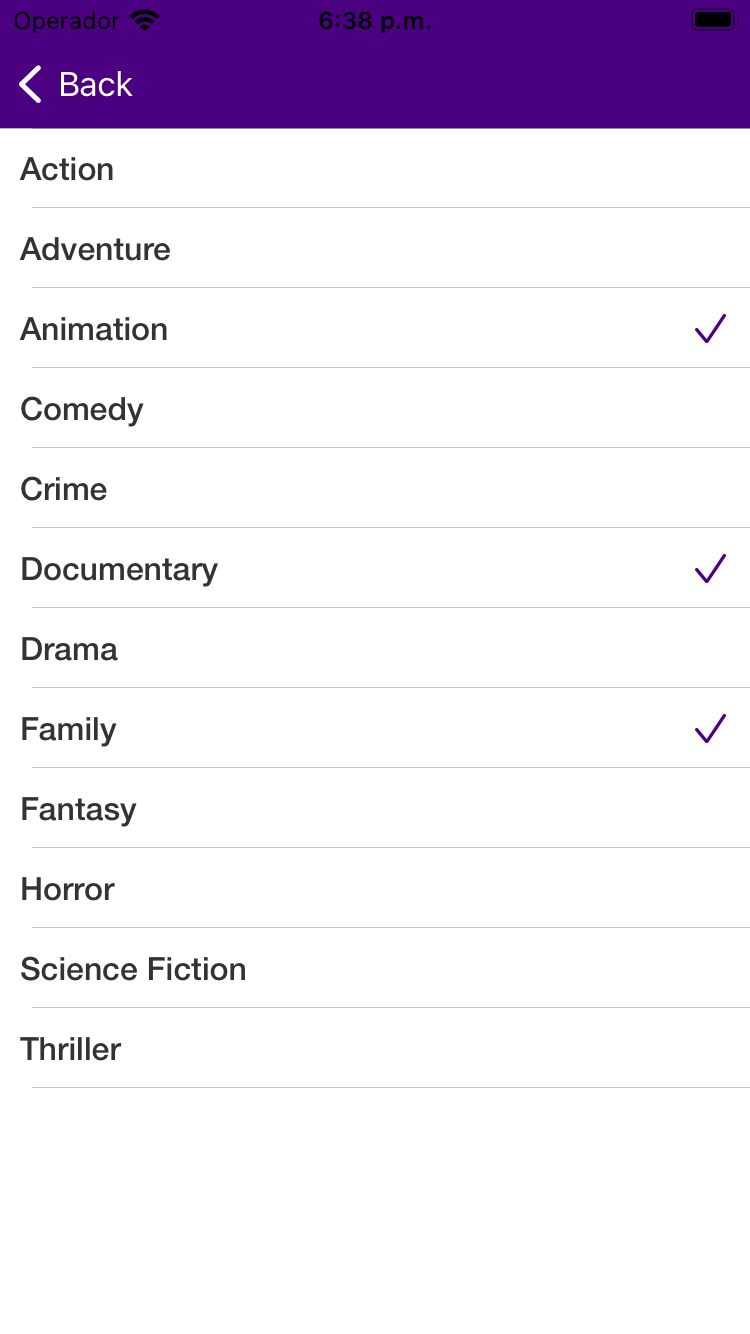 Operador 6:38 p.m.
Back
Action
Adventure
Animation
Comedy
Crime
Documentary
Drama
Family
Fantasy
Horror
Science Fiction
Thriller